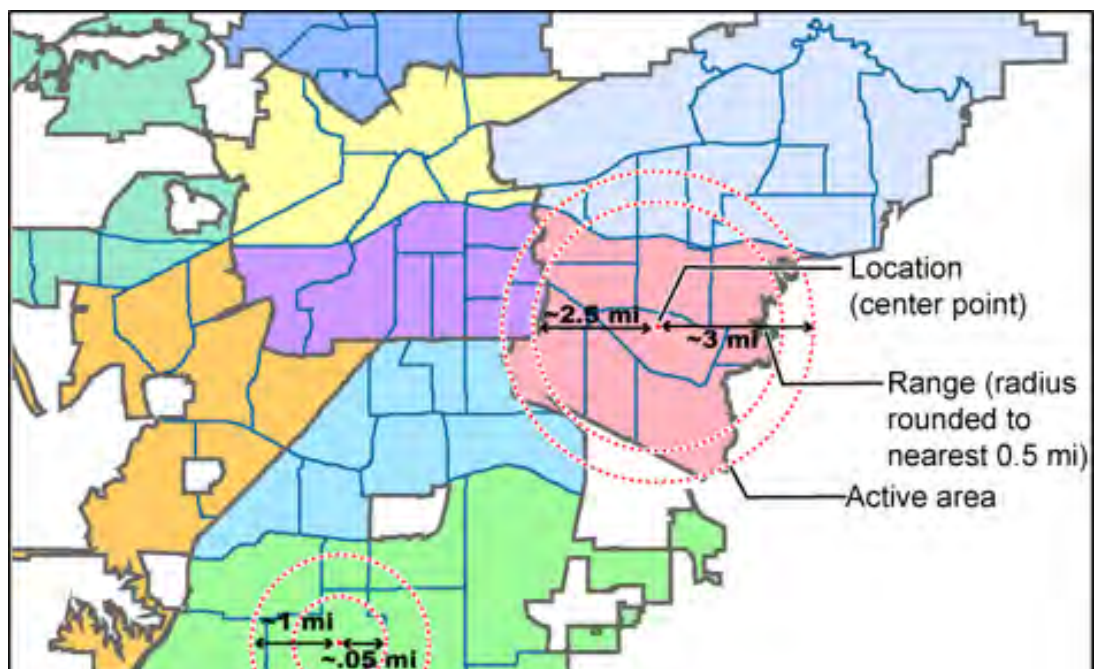 Location
(center point)
~2.5 mi
~3 mi
Range (radius
rounded to
nearest 0.5 mi)
Active area
~1 mi
~.05 mi